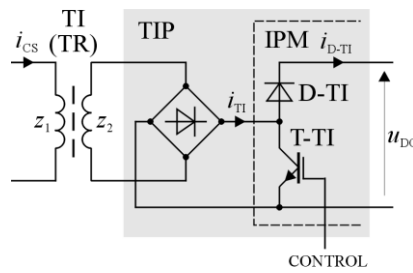 TI
(TR)
TIP
IPM
i_CS
i_D-TI
i_TI
D-TI
z_1
z_2
T-TI
u_DC
CONTROL